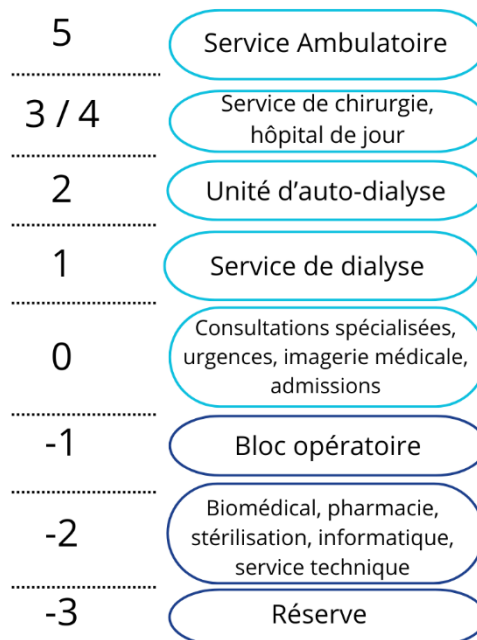 5
Service Ambulatoire
3 / 4
Service de chirurgie,
hôpital de jour
2
Unité d'auto-dialyse
1
Service de dialyse
0
Consultations spécialisées,
urgences, imagerie médicale,
admissions
-1
Bloc opératoire
-2
Biomédical, pharmacie,
stérilisation, informatique,
service technique
-3
Réserve